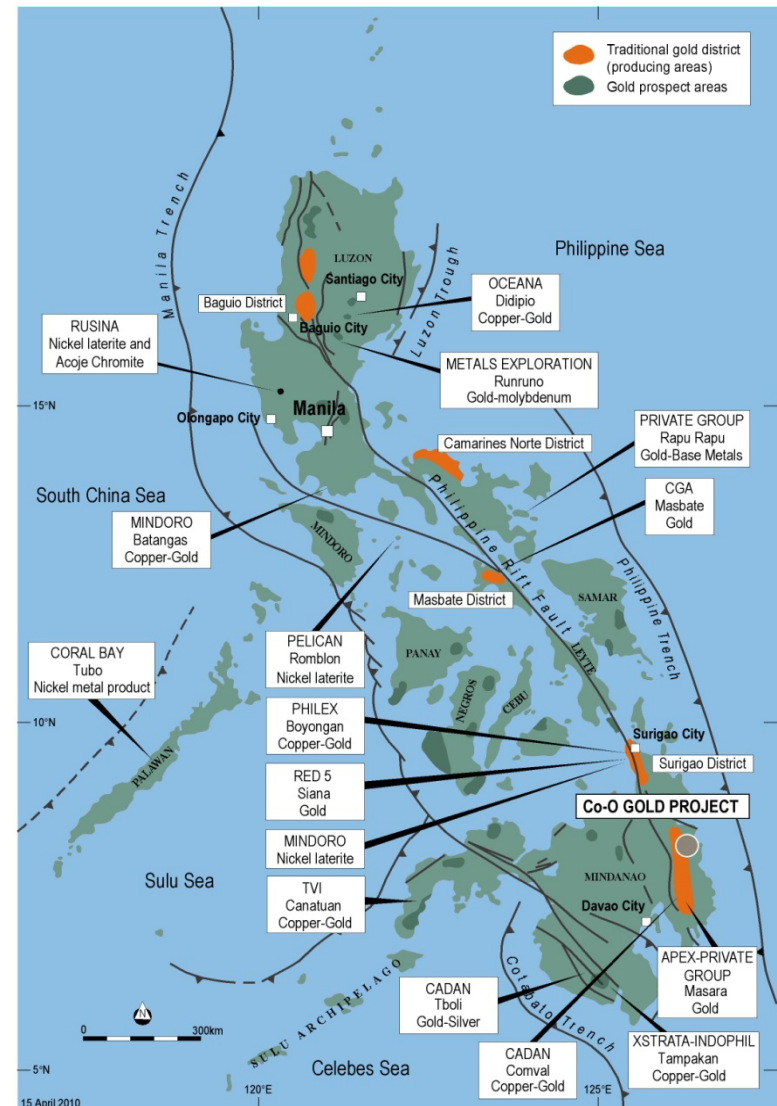 Traditional gold district
(producing areas)
Gold prospect areas
Manila Trench
LUZON
Santiago City
Philippine Sea
Luzon Trough
Baguio District
Baguio City
OCEANA
Didipio
Copper-Gold
RUSINA
Nickel laterite and
Acoje Chromite
METALS EXPLORATION
Runruno
Gold-molybdenum
15°N
Olongapo City
Manila
PRIVATE GROUP
Rapu Rapu
Gold-Base Metals
Camarines Norte District
South China Sea
CGA
Masbate
Gold
MINDORO
Batangas
Copper-Gold
MINDORO
Philippine Rift Fault
Masbate District
SAMAR
Philippine Trench
CORAL BAY
Tubo
Nickel metal product
PELICAN
Romblon
Nickel laterite
PANAY
LEYTE
NEGROS
CEBU
PALAWAN
10°N
PHILEX
Boyongan
Copper-Gold
Surigao City
Surigao District
RED 5
Siana
Gold
Co-O GOLD PROJECT
MINDORO
Nickel laterite
Sulu Sea
TVI
Canatuan
Copper-Gold
MINDANAO
Davao City
APEX-PRIVATE
GROUP
Masara
Gold
CADAN
Tboli
Gold-Silver
Cotabato Trench
SULU ARCHIPELAGO
XSTRATA-INDOPHIL
Tampakan
Copper-Gold
CADAN
Comval
Copper-Gold
N
0 300km
Celebes Sea
5°N
120°E
125°E
15 April 2010